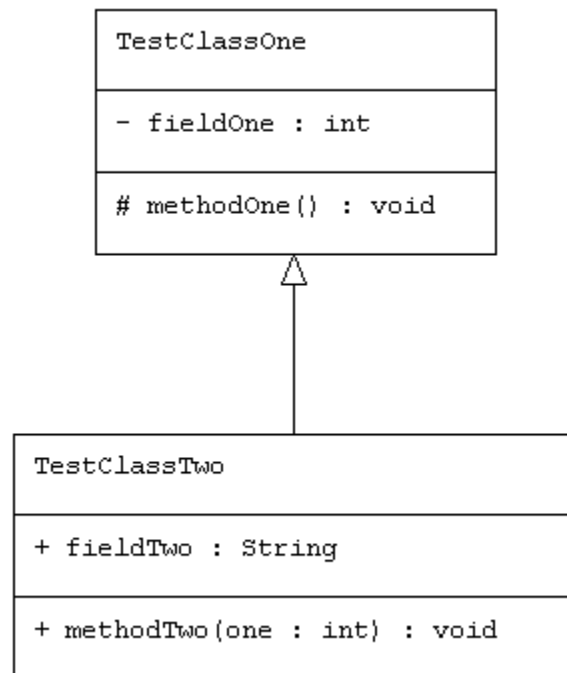 TestClassOne
- fieldOne : int
# methodOne() : void
TestClassTwo
+ fieldTwo : String
+ methodTwo(one : int) : void